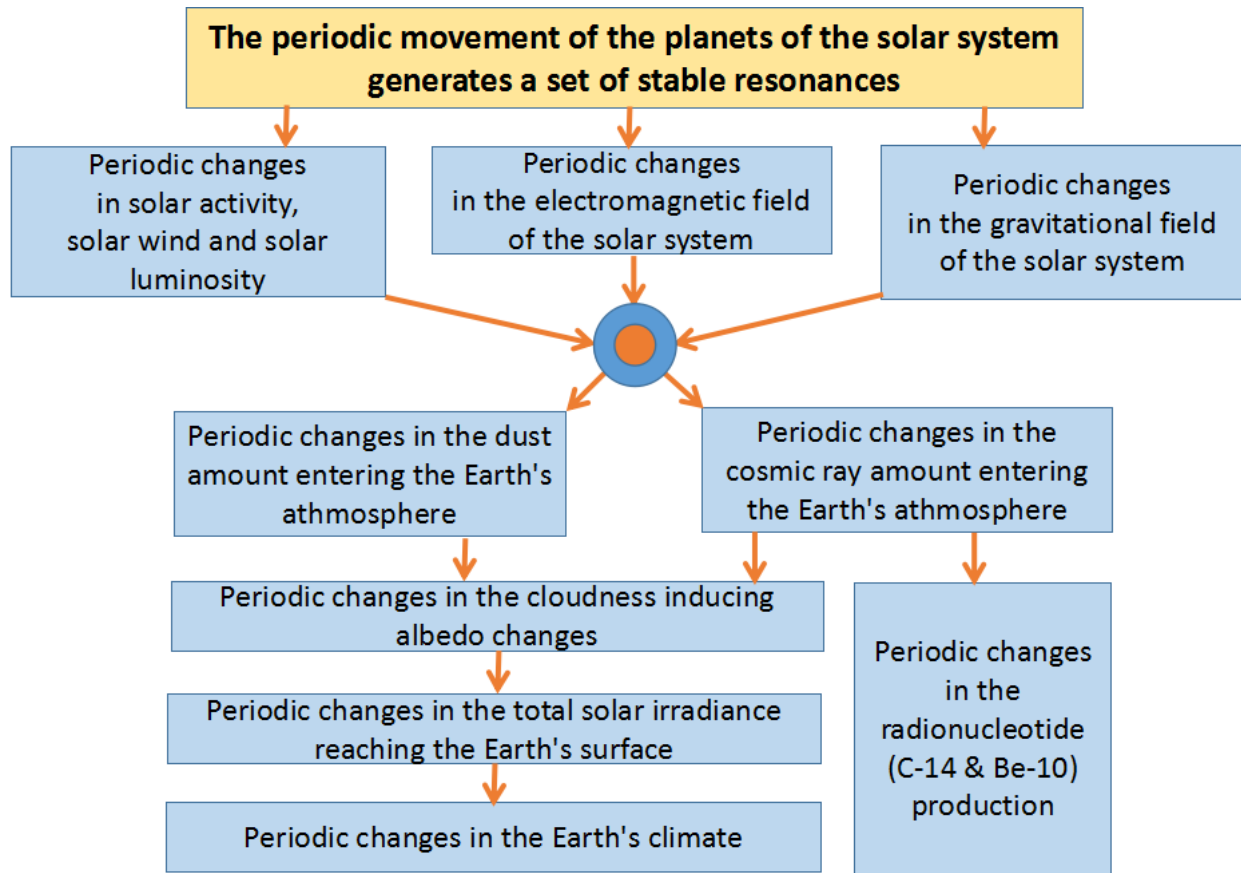 The periodic movement of the planets of the solar system
generates a set of stable resonances
Periodic changes
in solar activity,
solar wind and solar
luminosity
Periodic changes
in the electromagnetic field
of the solar system
Periodic changes
in the gravitational field
of the solar system
Periodic changes in the dust
amount entering the Earth's
athmosphere
Periodic changes in the
cosmic ray amount entering
the Earth's athmosphere
Periodic changes in the cloudness inducing
albedo changes
Periodic changes in the total solar irradiance
reaching the Earth's surface
Periodic changes in the Earth's climate
Periodic changes
in the
radionucleotide
(C-14 & Be-10)
production